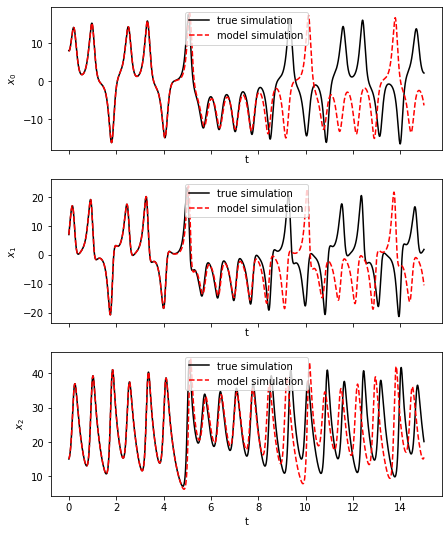 10
0
−10
x₀
true simulation
model simulation
t
20
10
0
−10
−20
x₁
true simulation
model simulation
t
40
30
20
10
x₂
true simulation
model simulation
0 2 4 6 8 10 12 14
t